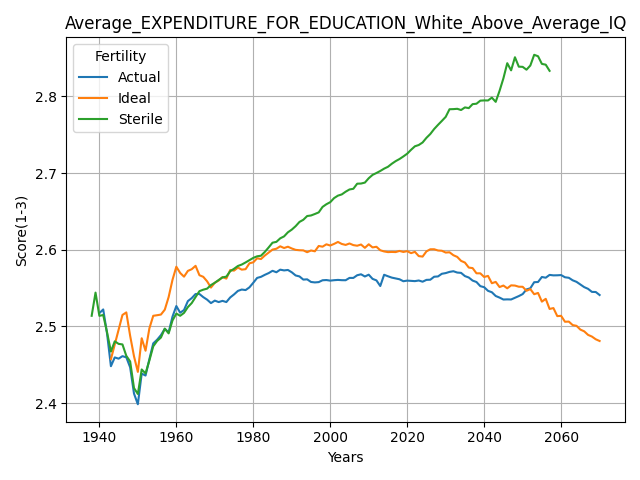 Average_EXPENDITURE_FOR_EDUCATION_White_Above_Average_IQ
Fertility
Actual
Ideal
Sterile
Score(1-3)
2.8
2.7
2.6
2.5
2.4
1940 1960 1980 2000 2020 2040 2060
Years